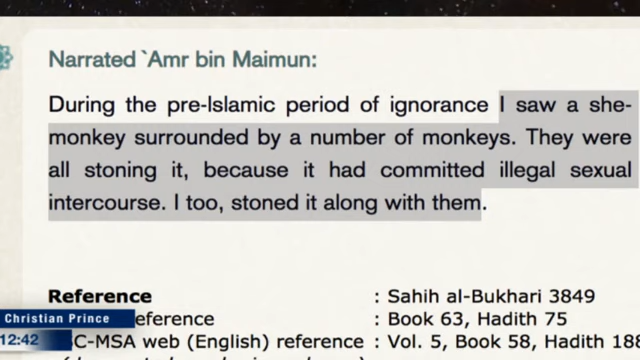 Narrated `Amr bin Maimun:
During the pre-Islamic period of ignorance I saw a she-
monkey surrounded by a number of monkeys. They were
all stoning it, because it had committed illegal sexual
intercourse. I too, stoned it along with them.
Reference : Sahih al-Bukhari 3849
eference : Book 63, Hadith 75
C-MSA web (English) reference : Vol. 5, Book 58, Hadith 188
Christian Prince
12:42